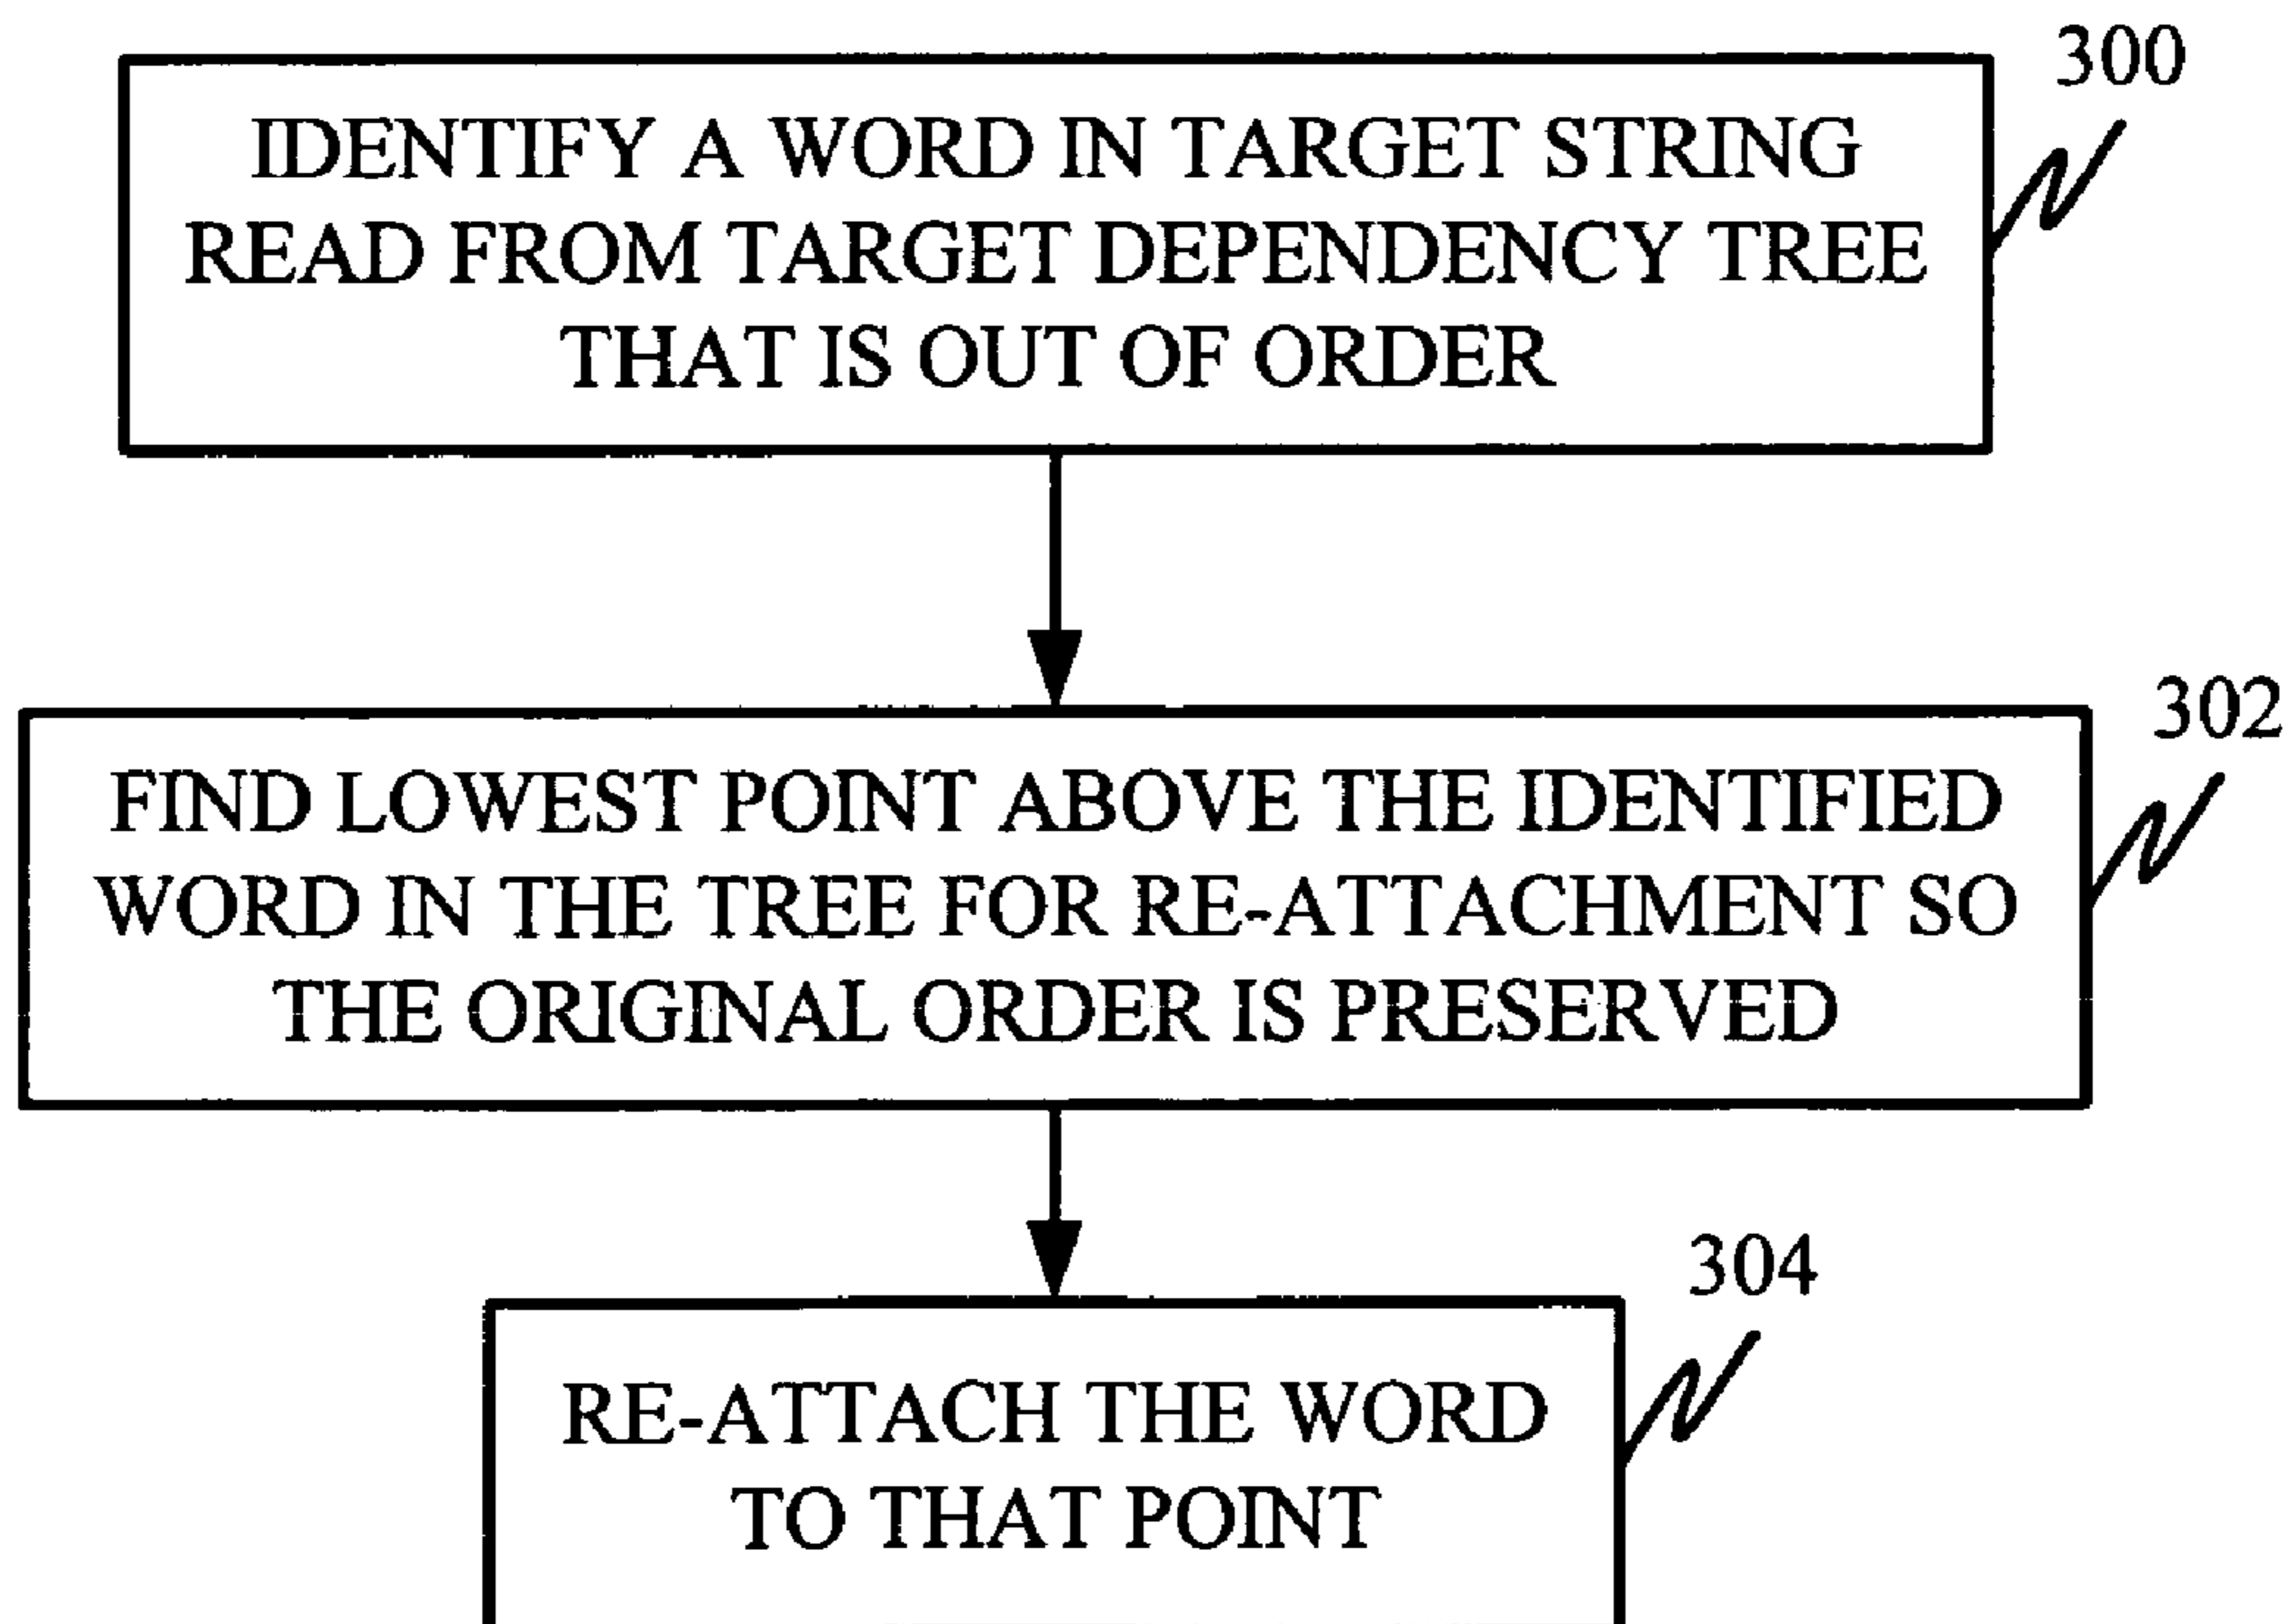 300
IDENTIFY A WORD IN TARGET STRING
READ FROM TARGET DEPENDENCY TREE
THAT IS OUT OF ORDER
302
FIND LOWEST POINT ABOVE THE IDENTIFIED
WORD IN THE TREE FOR RE-ATTACHMENT SO
THE ORIGINAL ORDER IS PRESERVED
304
RE-ATTACH THE WORD
TO THAT POINT